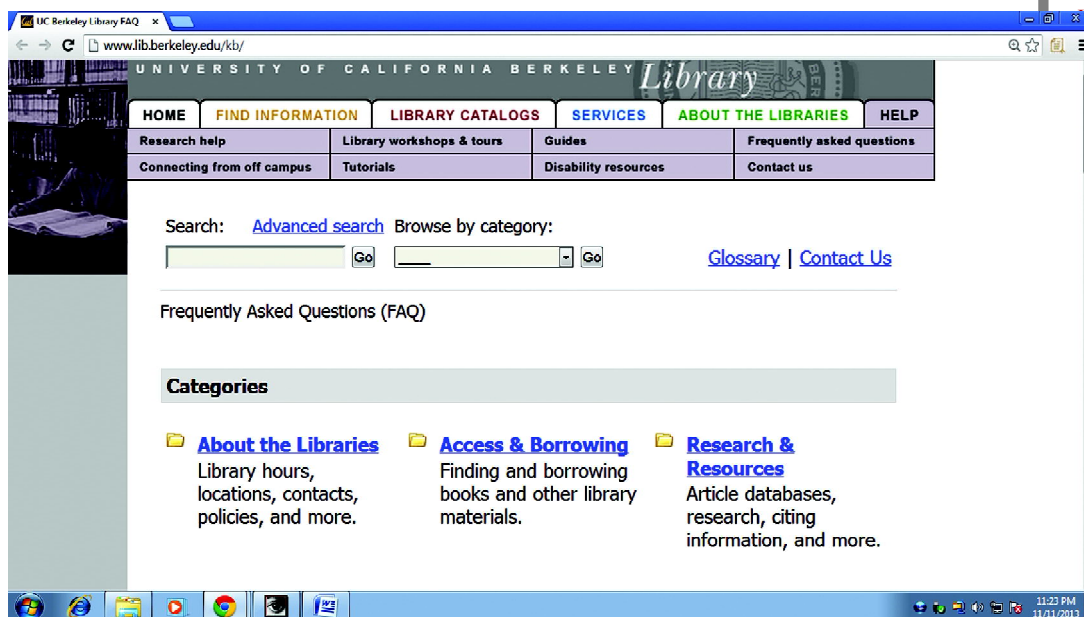 UC Berkeley Library FAQ
www.lib.berkeley.edu/kb/
UNIVERSITY OF CALIFORNIA BERKELEY Library
HOME FIND INFORMATION LIBRARY CATALOGS SERVICES ABOUT THE LIBRARIES HELP
Research help Library workshops & tours Guides Frequently asked questions
Connecting from off campus Tutorials Disability resources Contact us
Search: Advanced search Browse by category:
Go Go Glossary | Contact Us
Frequently Asked Questions (FAQ)
Categories
About the Libraries
Library hours,
locations, contacts,
policies, and more.
Access & Borrowing
Finding and borrowing
books and other library
materials.
Research &
Resources
Article databases,
research, citing
information, and more.
11:23 PM
11/11/2013